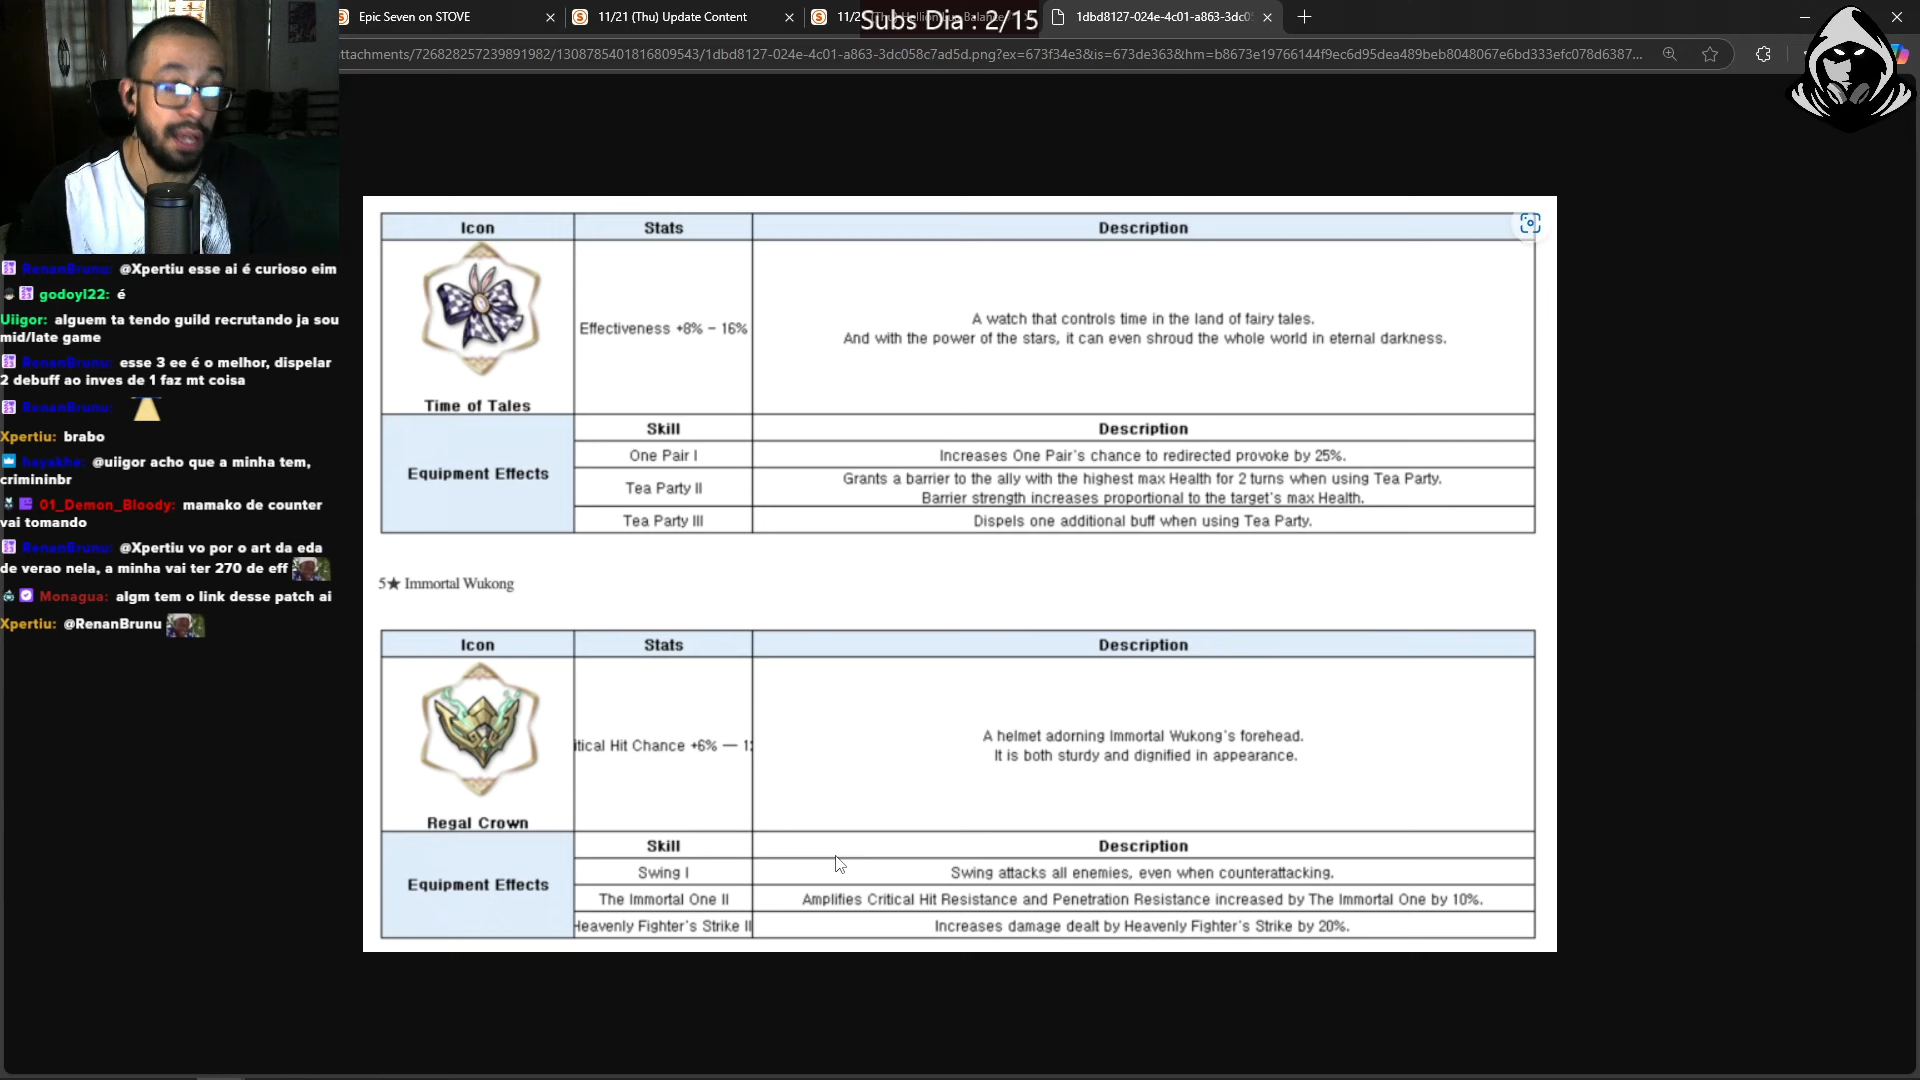 Epic Seven on STOVE
11/21 (Thu) Update Content
Subs Dia : 2/15
1dbd8127-024e-4c01-a863-3dc0
attachments/726828257239891982/1308785401816809543/1dbd8127-024e-4c01-a863-3dc058c7ad5d.png?ex=673f34e3&is=673de363&hm=b8673e19766144f9ec6d95dea489beb8048067e6bd333efc078d6387...
RenanBrunu: @Xpertiu esse ai é curioso eim
godoyl22: é
Uiigor: alguem ta tendo guild recrutando ja sou
mid/late game
RenanBrunu: esse 3 ee é o melhor, dispelar
2 debuff ao inves de 1 faz mt coisa
RenanBrunu:
Xpertiu: brabo
@uiigor acho que a minha tem,
crimininbr
01_Demon_Bloody: mamako de counter
vai tomando
RenanBrunu: @Xpertiu vo por o art da eda
de verao nela, a minha vai ter 270 de eff
Monagua: algm tem o link desse patch ai
Xpertiu: @RenanBrunu
Icon Stats Description
Effectiveness +8% – 16%
A watch that controls time in the land of fairy tales.
And with the power of the stars, it can even shroud the whole world in eternal darkness.
Time of Tales
Equipment Effects
Skill Description
One Pair I Increases One Pair's chance to redirected provoke by 25%.
Tea Party II Grants a barrier to the ally with the highest max Health for 2 turns when using Tea Party.
Barrier strength increases proportional to the target's max Health.
Tea Party III Dispels one additional buff when using Tea Party.
5★ Immortal Wukong
Icon Stats Description
itical Hit Chance +6% — 1
A helmet adorning Immortal Wukong's forehead.
It is both sturdy and dignified in appearance.
Regal Crown
Equipment Effects
Skill Description
Swing I Swing attacks all enemies, even when counterattacking.
The Immortal One II Amplifies Critical Hit Resistance and Penetration Resistance increased by The Immortal One by 10%.
Heavenly Fighter's Strike II Increases damage dealt by Heavenly Fighter's Strike by 20%.